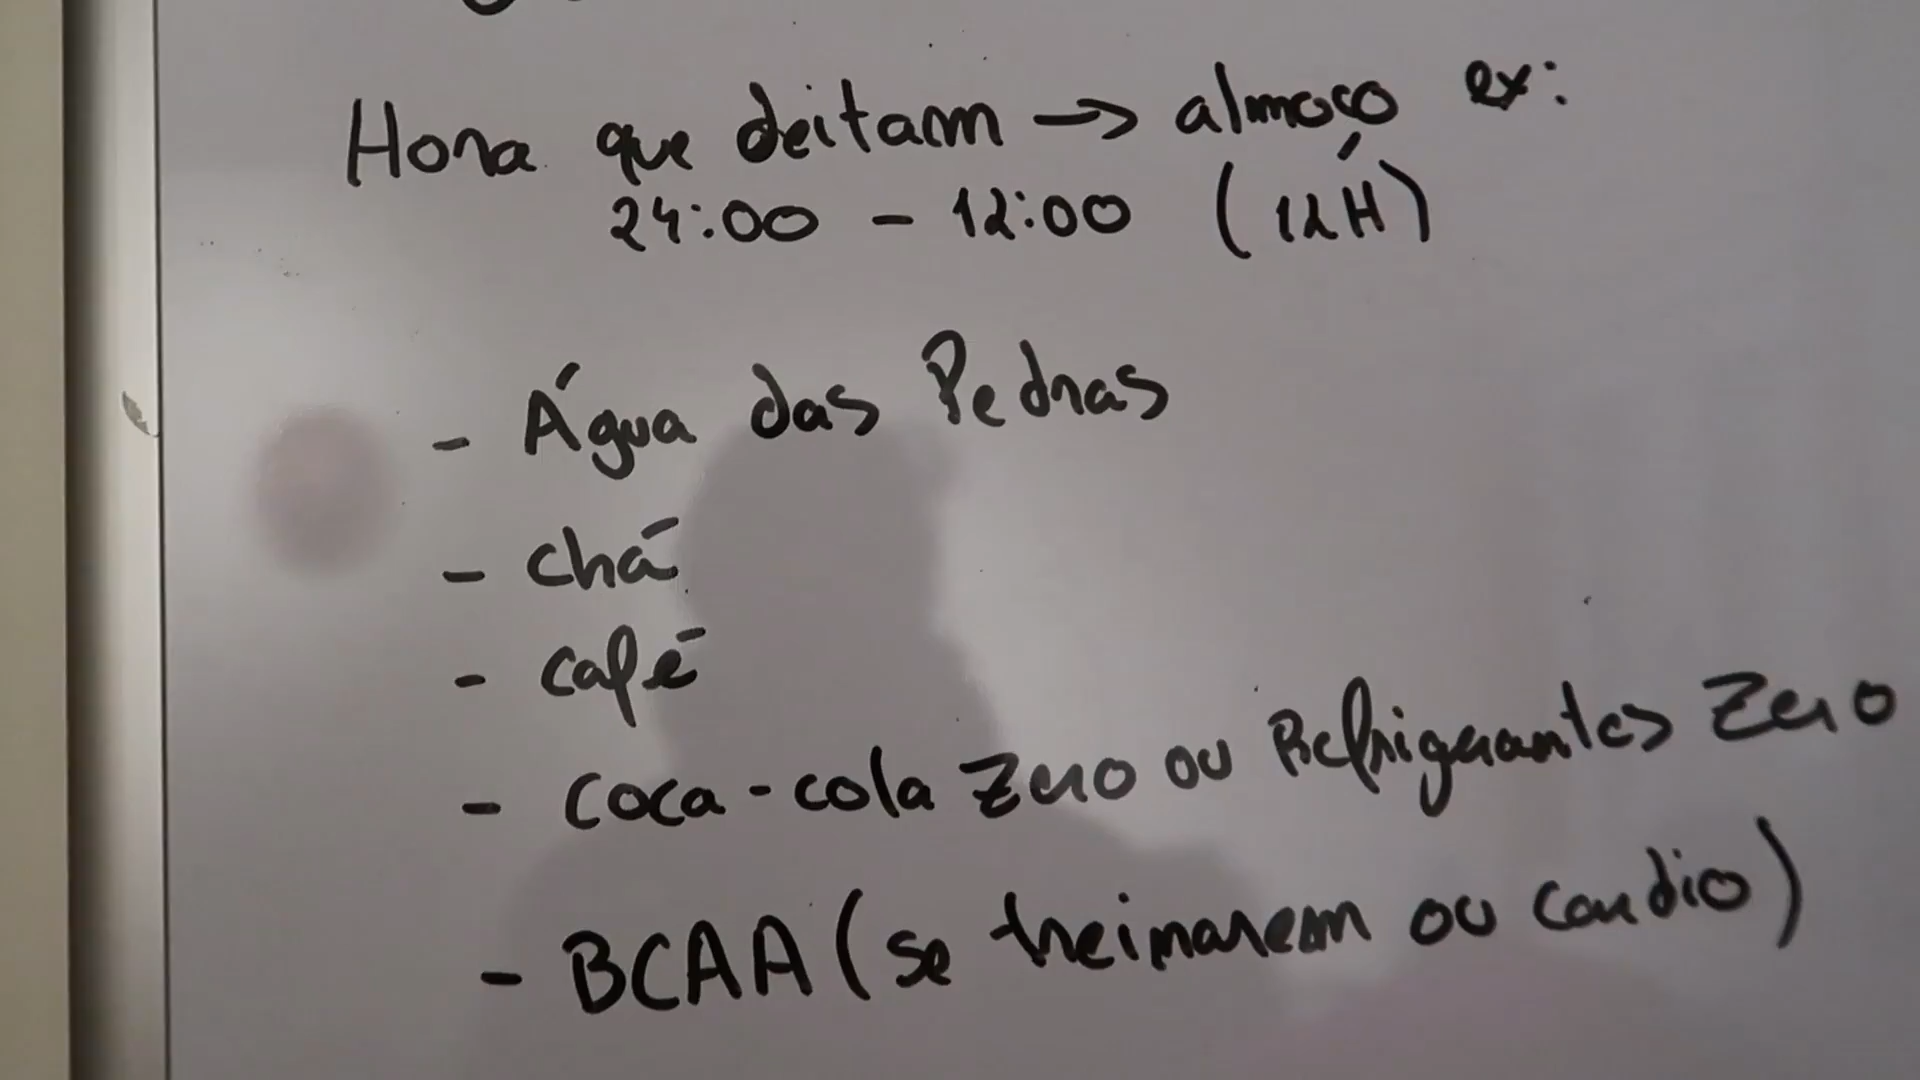 Hora que deitam -> almoço ex:
24:00 - 12:00 (12H)
- Água das Pedras
- chá
- café
- coca-cola Zero ou Refrigerantes Zero
- BCAA (se treinarem ou cardio)